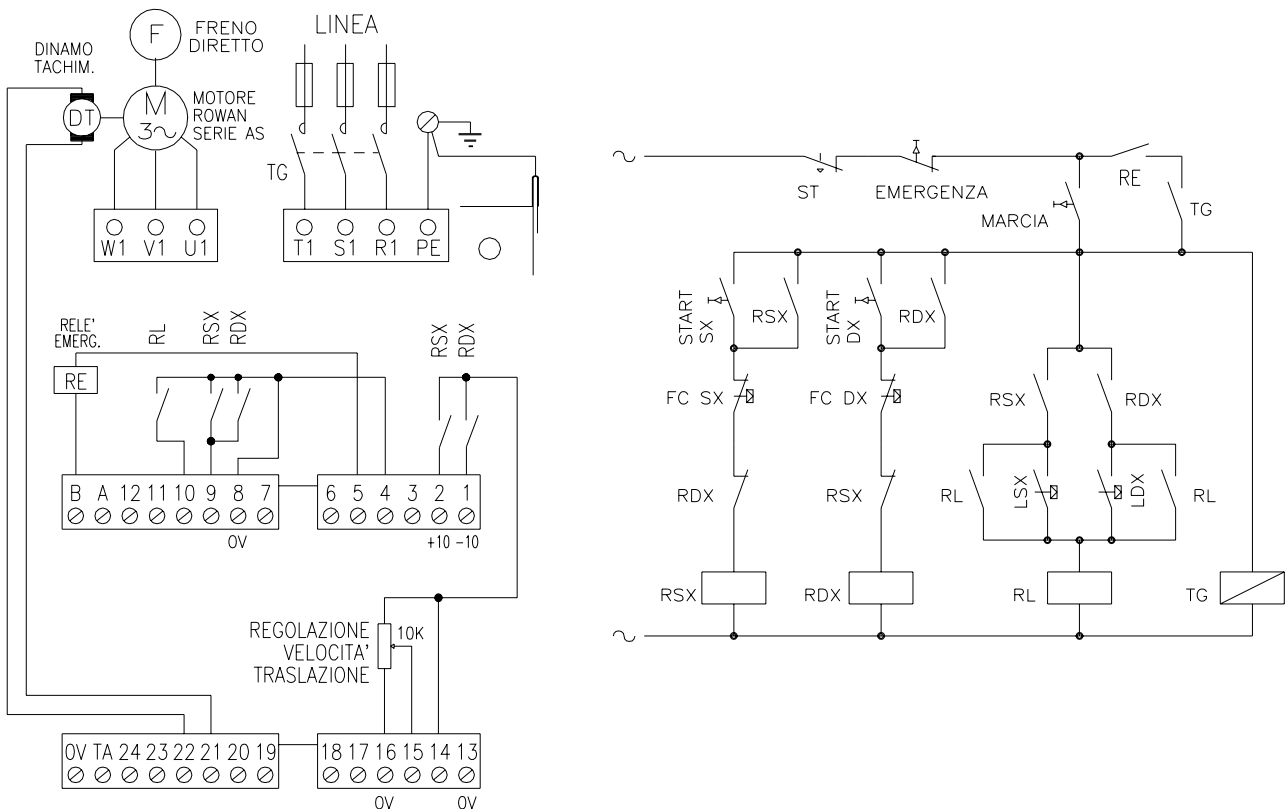 F
FRENO
DIRETTO
LINEA
DINAMO
TACHIM.
DT
M
3~
MOTORE
ROWAN
SERIE AS
TG
W1 V1 U1
T1 S1 R1 PE
RELE'
EMERG.
RE
RL
RSX
RDX
RSX
RDX
B A 12 11 10 9 8 7
6 5 4 3 2 1
0V
+10 -10
REGOLAZIONE
VELOCITA'
TRASLAZIONE
10K
0V TA 24 23 22 21 20 19
18 17 16 15 14 13
0V 0V
~
ST
EMERGENZA
RE
MARCIA
TG
START
SX
RSX
START
DX
RDX
FC SX
FC DX
RSX
RDX
RDX
RSX
RL
LSX
LDX
RL
RSX
RDX
RL
TG
~